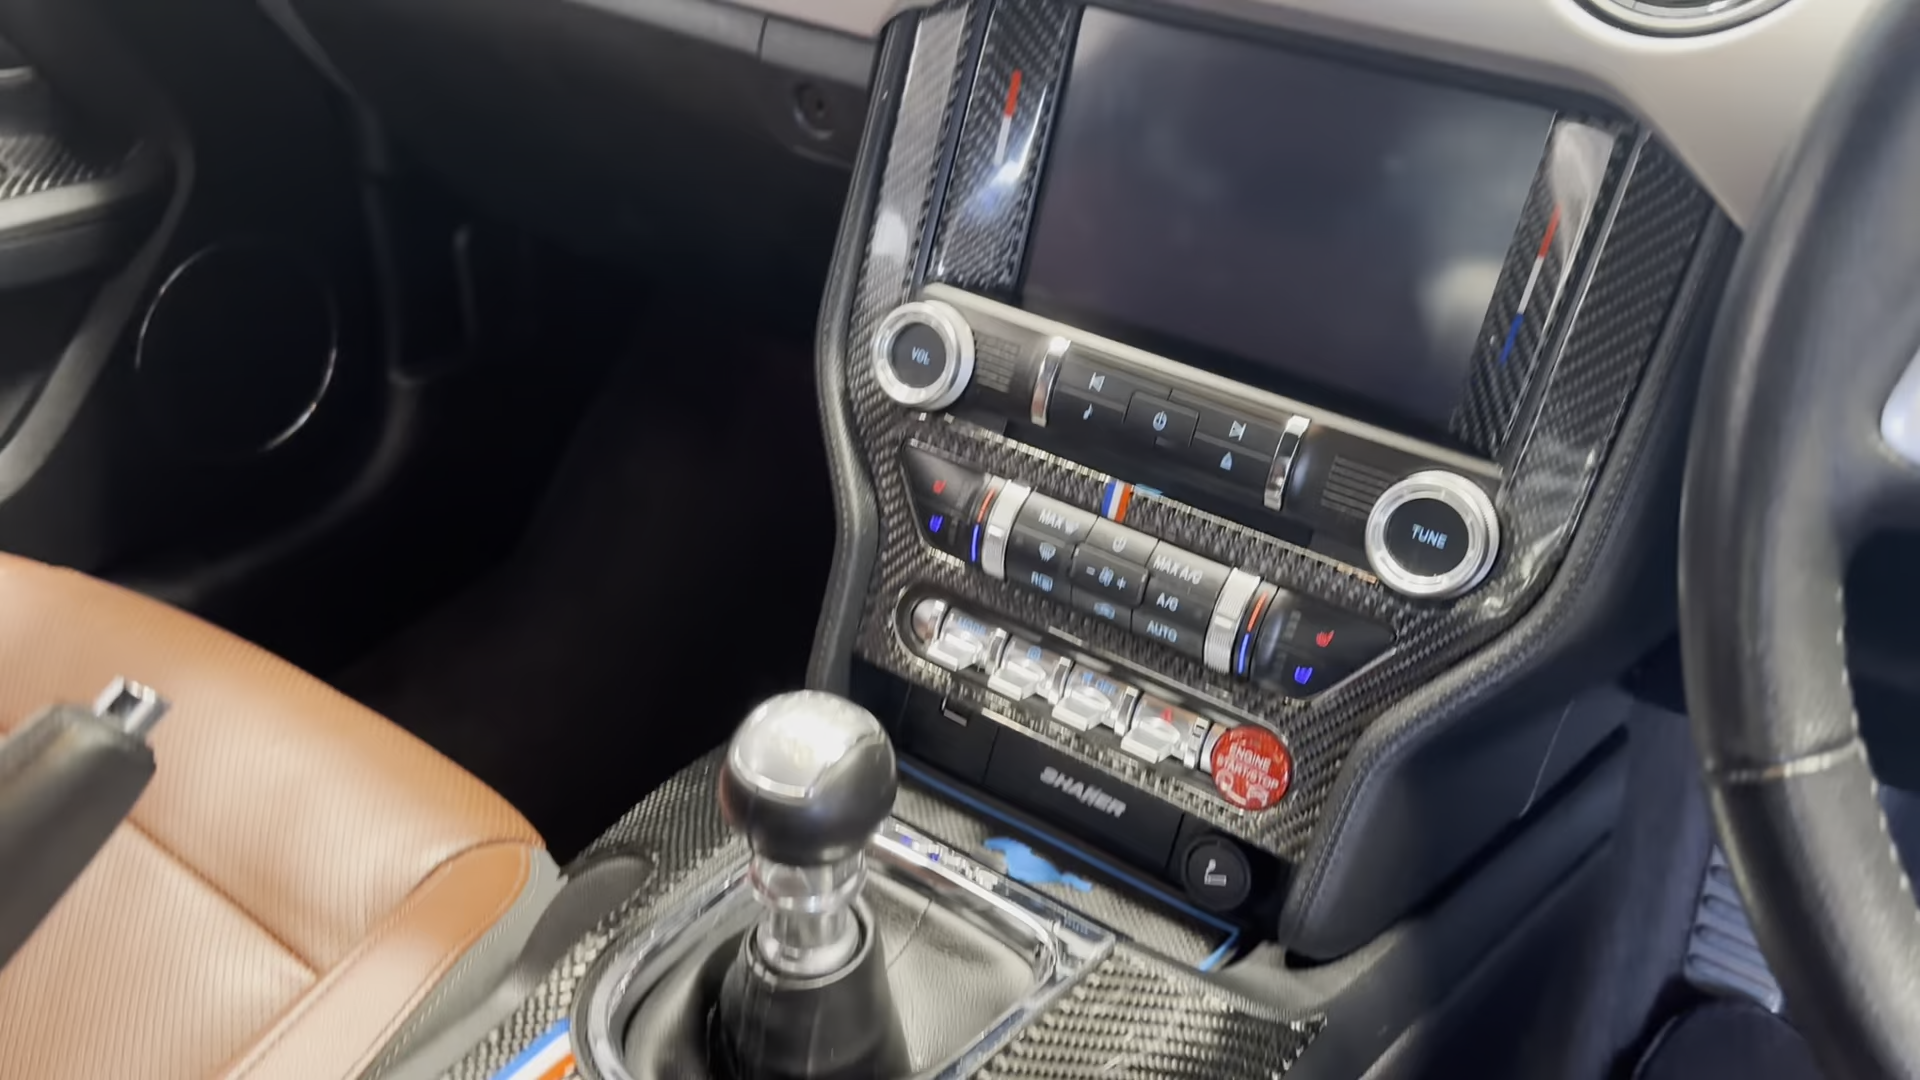 VOL
TUNE
MAX
MAX A/C
R
A/C
AUTO
ENGINE
START/STOP
SHAKER